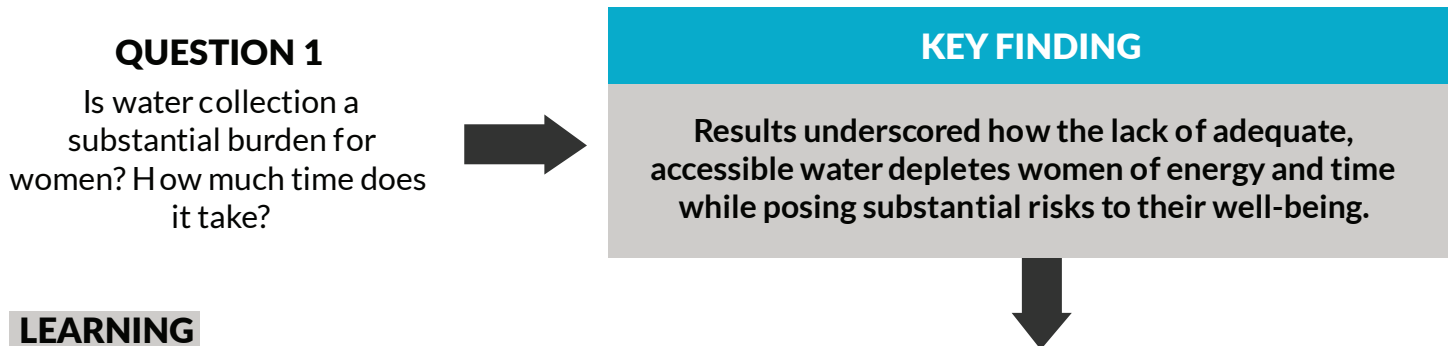 QUESTION 1
Is water collection a
substantial burden for
women? How much time does
it take?
KEY FINDING
Results underscored how the lack of adequate,
accessible water depletes women of energy and time
while posing substantial risks to their well-being.
LEARNING